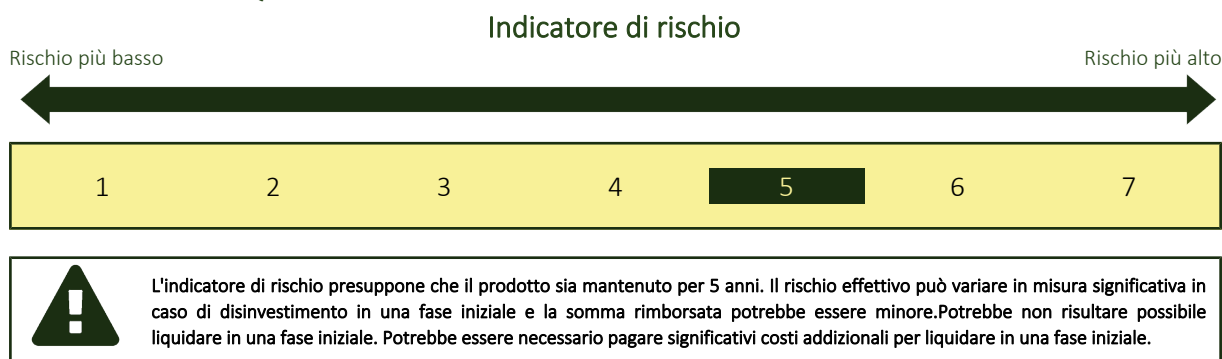 Indicatore di rischio
Rischio più basso
Rischio più alto
1 2 3 4 5 6 7
L'indicatore di rischio presuppone che il prodotto sia mantenuto per 5 anni. Il rischio effettivo può variare in misura significativa in
caso di disinvestimento in una fase iniziale e la somma rimborsata potrebbe essere minore.Potrebbe non risultare possibile
liquidare in una fase iniziale. Potrebbe essere necessario pagare significativi costi addizionali per liquidare in una fase iniziale.